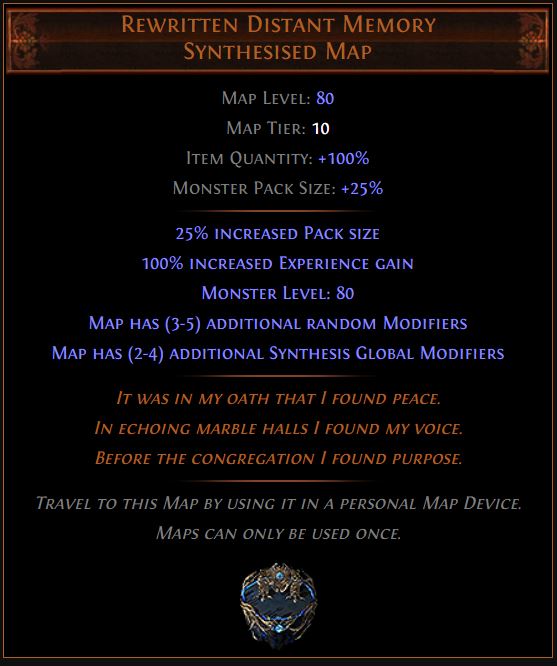 Rewritten Distant Memory
Synthesised Map
Map Level: 80
Map Tier: 10
Item Quantity: +100%
Monster Pack Size: +25%
25% increased Pack size
100% increased Experience gain
Monster Level: 80
Map has (3-5) additional random Modifiers
Map has (2-4) additional Synthesis Global Modifiers
It was in my oath that I found peace.
In echoing marble halls I found my voice.
Before the congregation I found purpose.
Travel to this Map by using it in a personal Map Device.
Maps can only be used once.